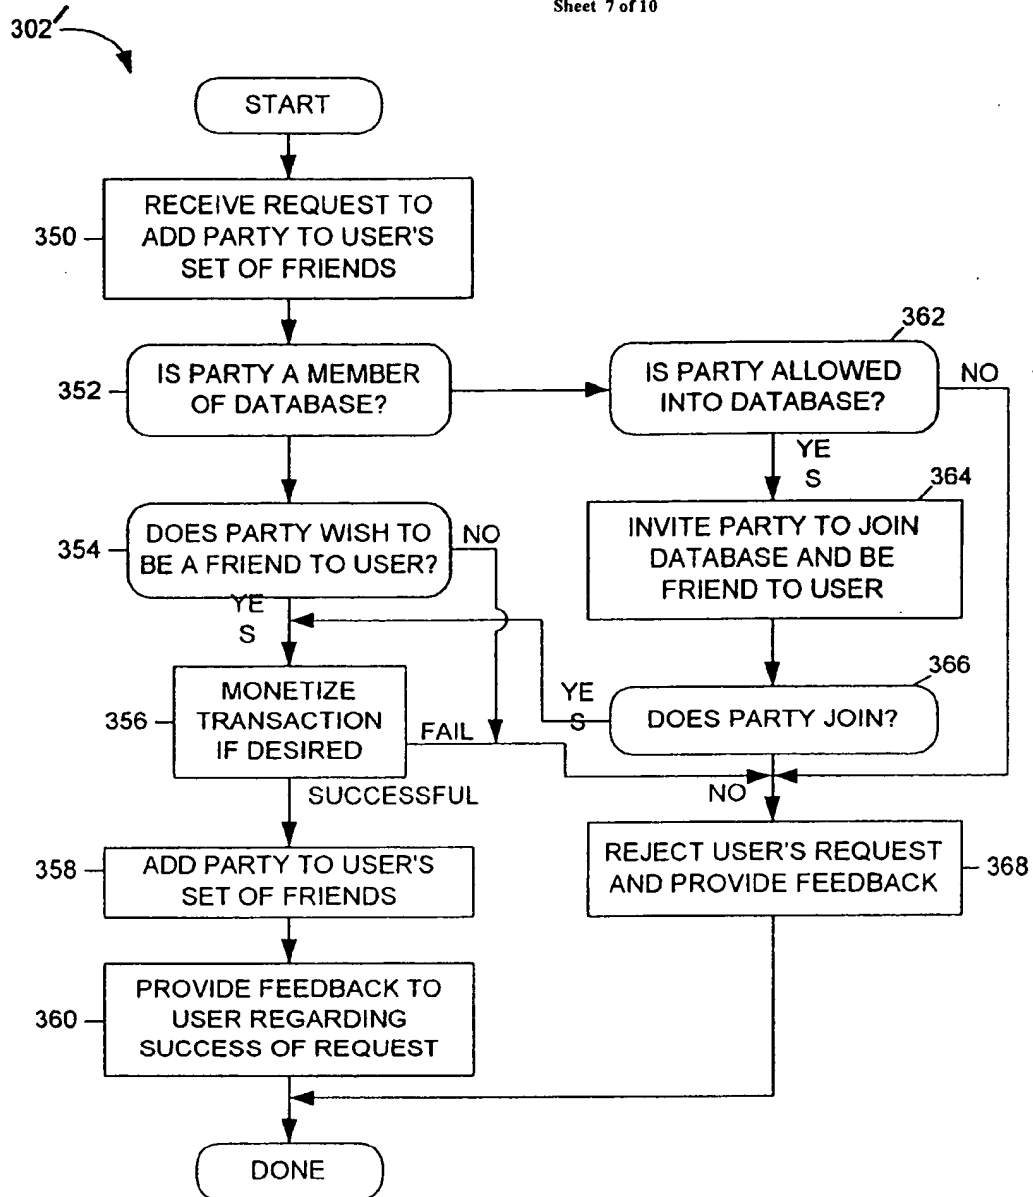 Sheet 7 of 10
302'
START
350
RECEIVE REQUEST TO
ADD PARTY TO USER'S
SET OF FRIENDS
352
IS PARTY A MEMBER
OF DATABASE?
362
IS PARTY ALLOWED
INTO DATABASE?
NO
YE
S
354
DOES PARTY WISH TO
BE A FRIEND TO USER?
NO
YE
S
364
INVITE PARTY TO JOIN
DATABASE AND BE
FRIEND TO USER
366
DOES PARTY JOIN?
YE
S
NO
356
MONETIZE
TRANSACTION
IF DESIRED
FAIL
SUCCESSFUL
358
ADD PARTY TO USER'S
SET OF FRIENDS
REJECT USER'S REQUEST
AND PROVIDE FEEDBACK
368
360
PROVIDE FEEDBACK TO
USER REGARDING
SUCCESS OF REQUEST
DONE